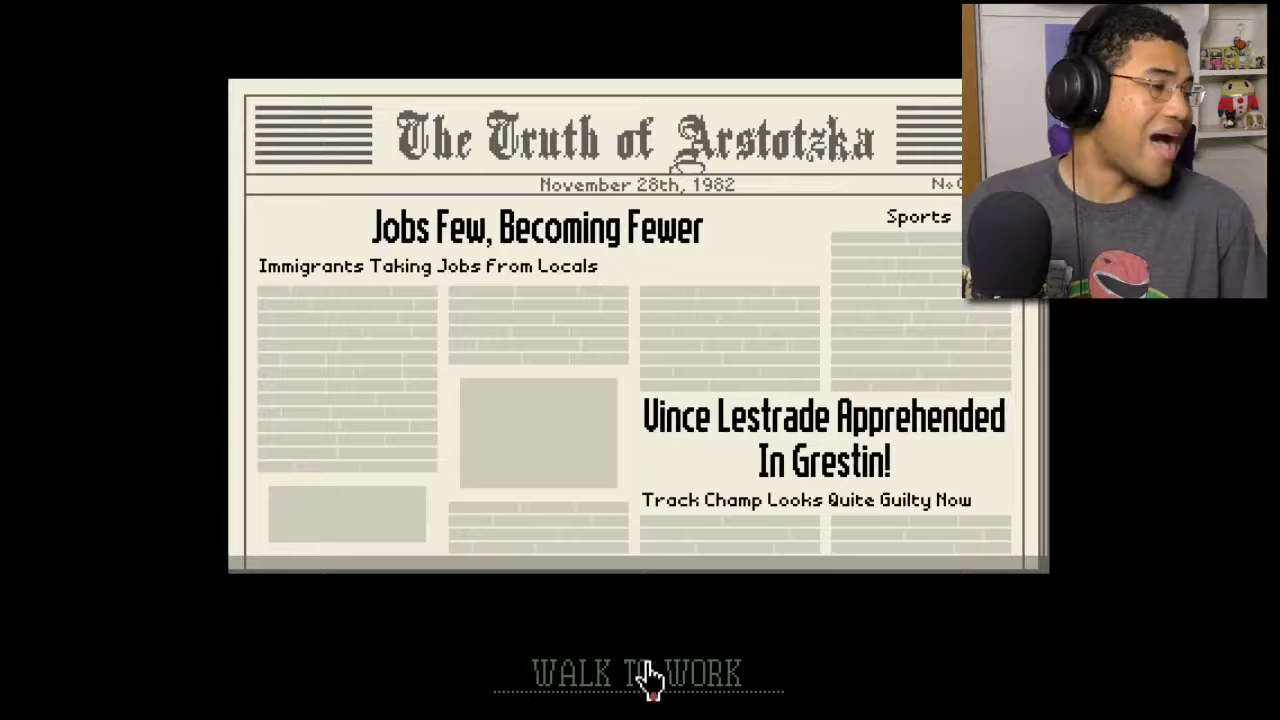 The Truth of Arstotzka
November 28th, 1982
Jobs Few, Becoming Fewer
Immigrants Taking Jobs From Locals
Sports
Vince Lestrade Apprehended
In Grestin!
Track Champ Looks Quite Guilty Now
WALK TO WORK